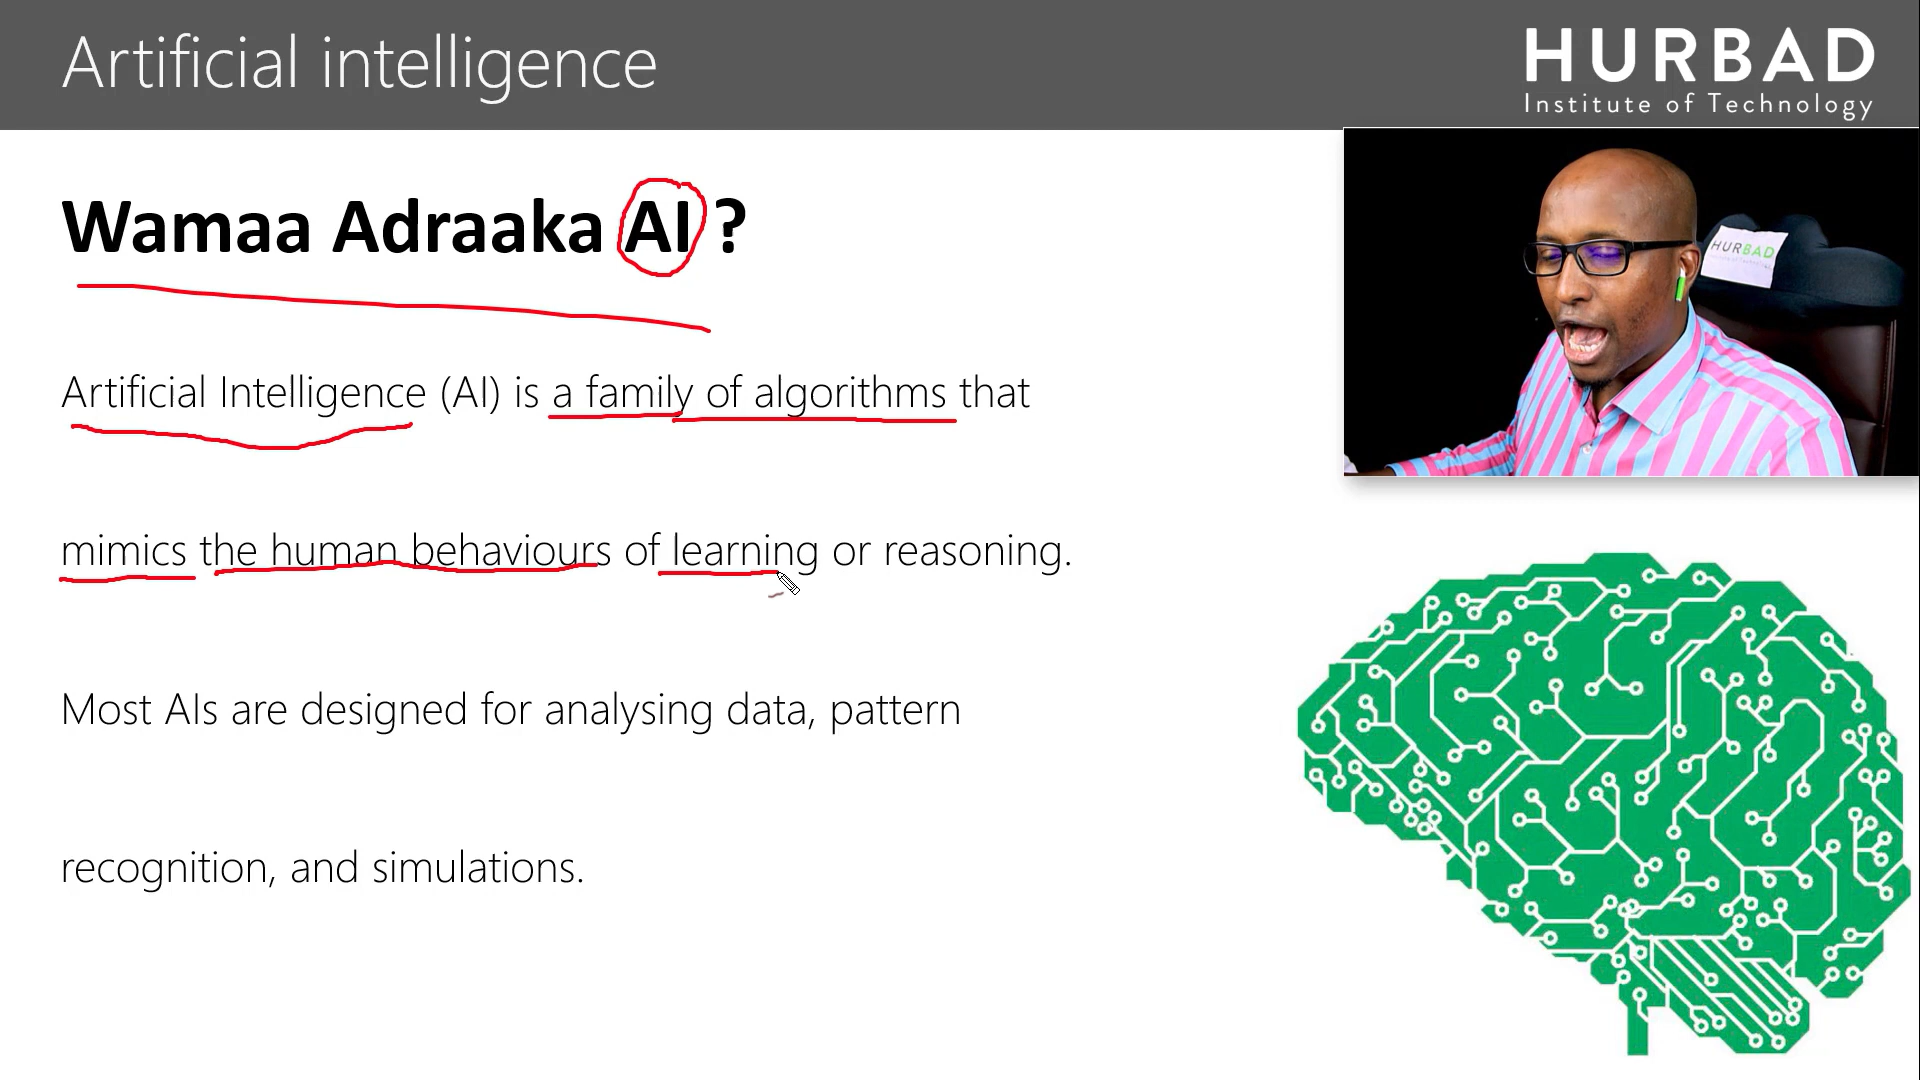 Artificial intelligence
HURBAD
Institute of Technology
Wamaa Adraaka AI ?
HURBAD
Artificial Intelligence (AI) is a family of algorithms that
mimics the human behaviours of learning or reasoning.
Most AIs are designed for analysing data, pattern
recognition, and simulations.